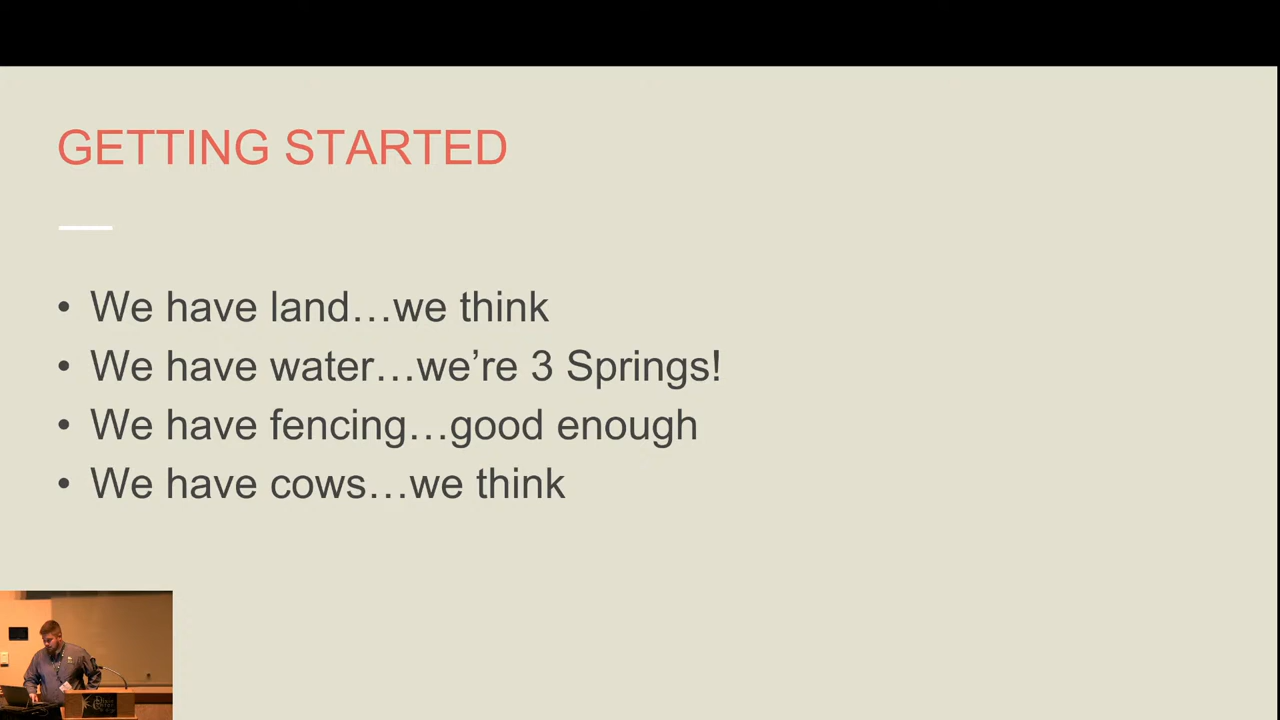 GETTING STARTED
• We have land…we think
• We have water…we're 3 Springs!
• We have fencing…good enough
• We have cows…we think